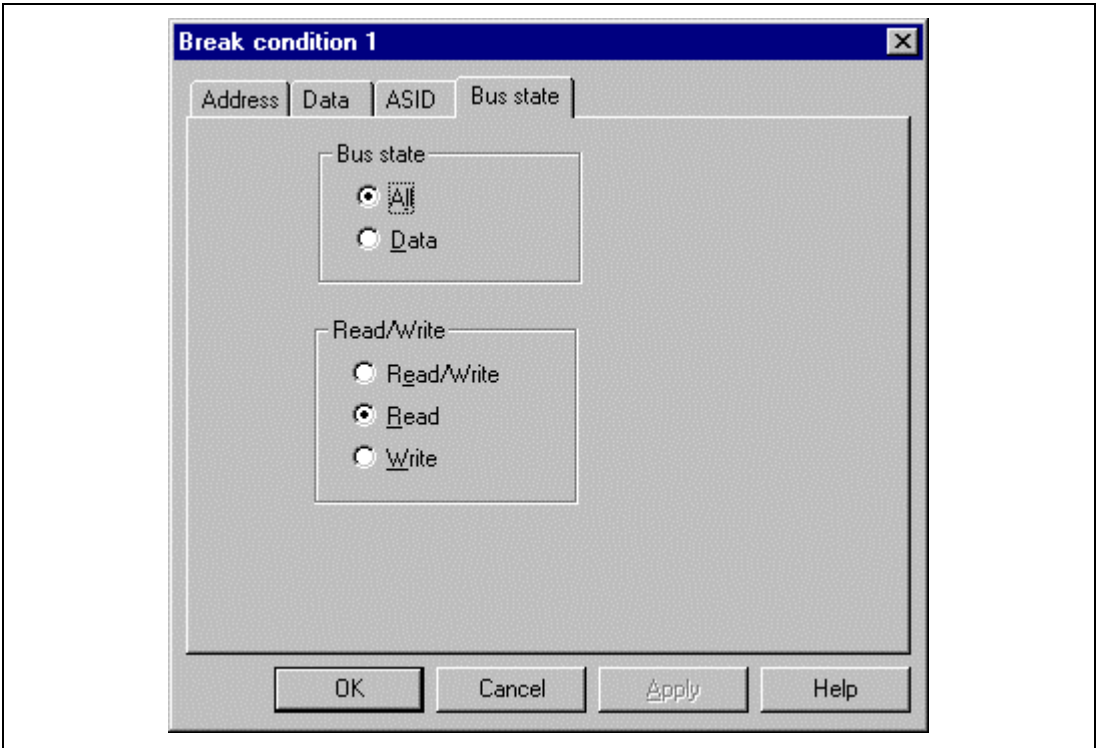 Break condition 1
Address Data ASID Bus state
Bus state
All
Data
Read/Write
Read/Write
Read
Write
OK Cancel Apply Help